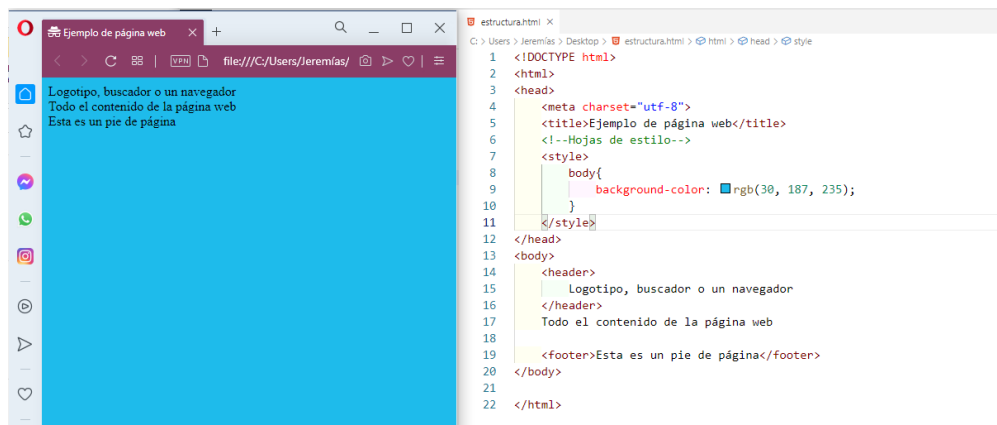 Ejemplo de página web
VPN
file:///C:/Users/Jeremías/
Logotipo, buscador o un navegador
Todo el contenido de la página web
Esta es un pie de página
estructura.html
C: > Users > Jeremías > Desktop > estructura.html > html > head > style
1 <!DOCTYPE html>
2 <html>
3 <head>
4 <meta charset="utf-8">
5 <title>Ejemplo de página web</title>
6 <!--Hojas de estilo-->
7 <style>
8 body{
9 background-color: rgb(30, 187, 235);
10 }
11 </style>
12 </head>
13 <body>
14 <header>
15 Logotipo, buscador o un navegador
16 </header>
17 Todo el contenido de la página web
18
19 <footer>Esta es un pie de página</footer>
20 </body>
21
22 </html>